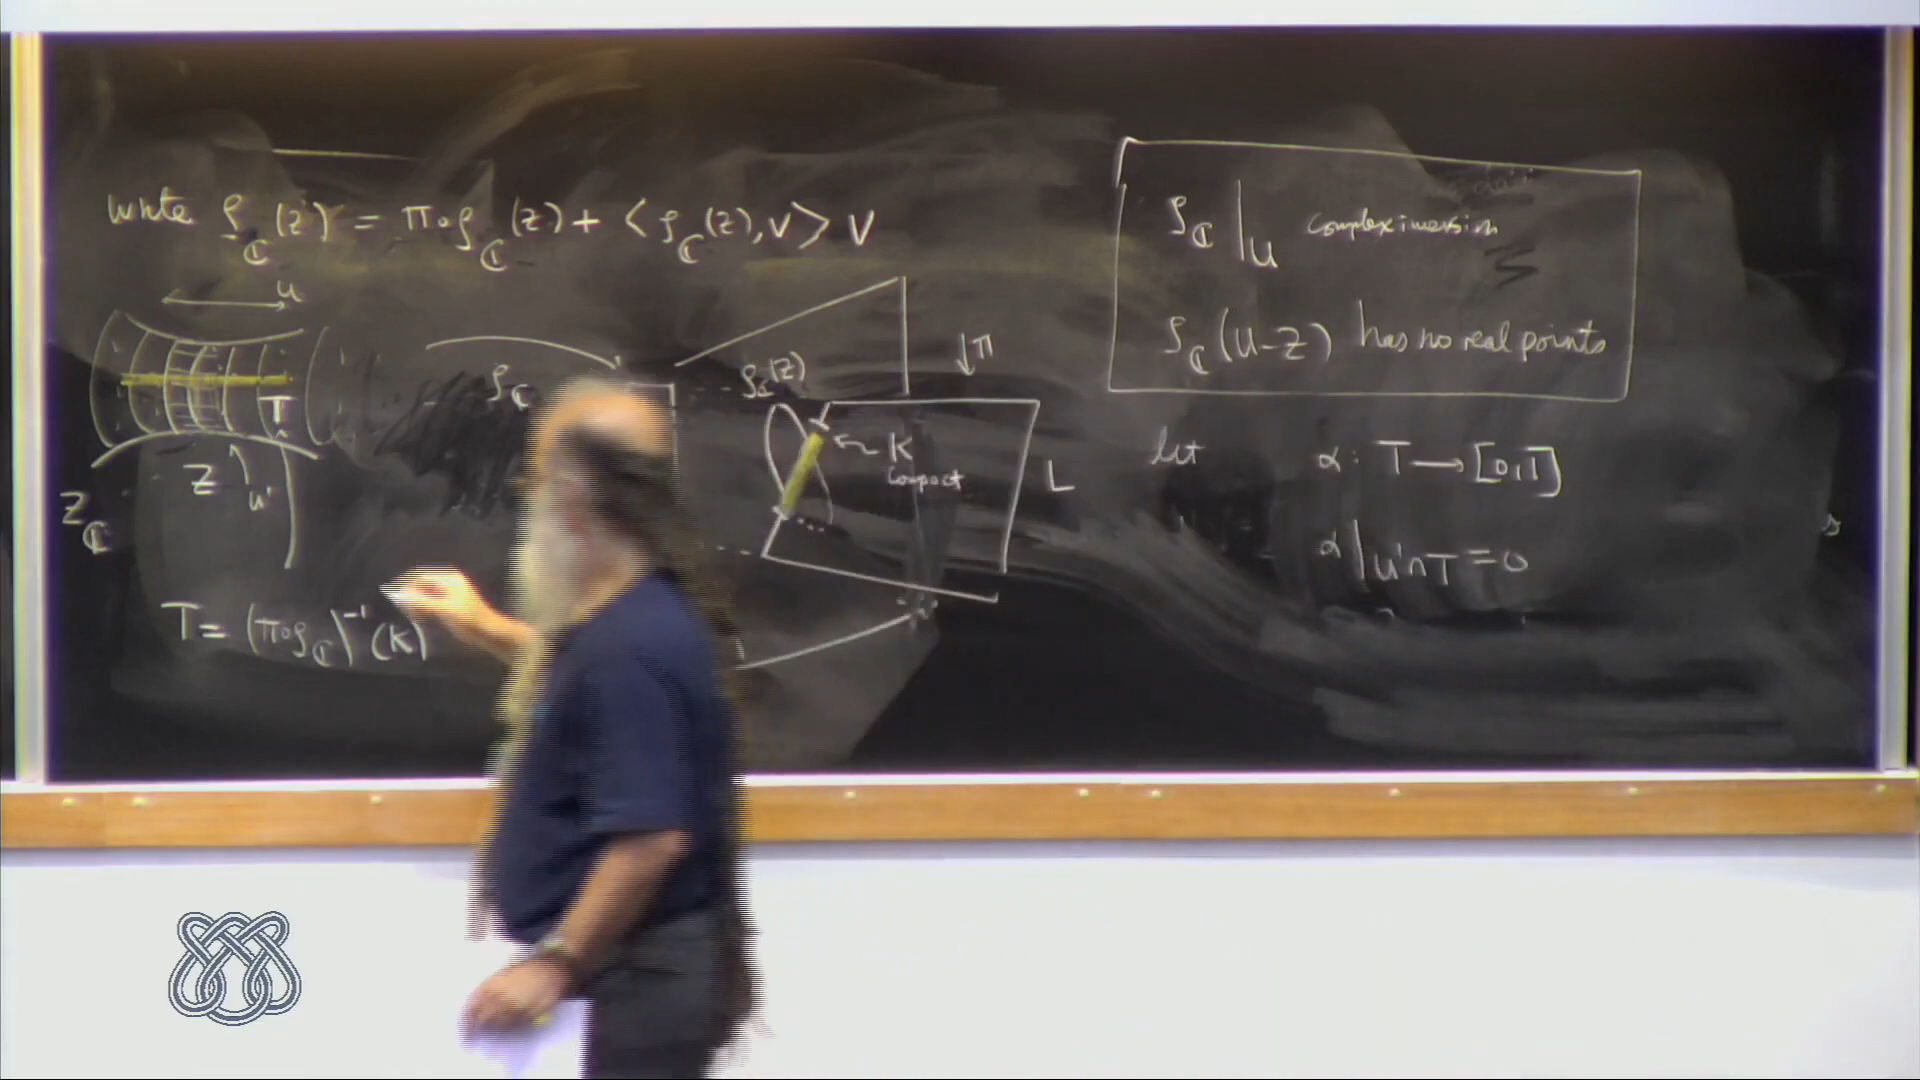 write ρ_ℂ(z) = π∘ρ_ℂ(z) + <ρ_ℂ(z), v> v
u
ρ_ℂ
T
Z
u'
Z_ℂ
T = (π∘ρ_ℂ)⁻¹(K)
ρ_ℂ(z)
↓π
K
compact
L
ρ_ℂ|_U complex imersion
ρ_ℂ(U-Z) has no real points
let α: T → [0,1]
α|_{U'∩T} = 0